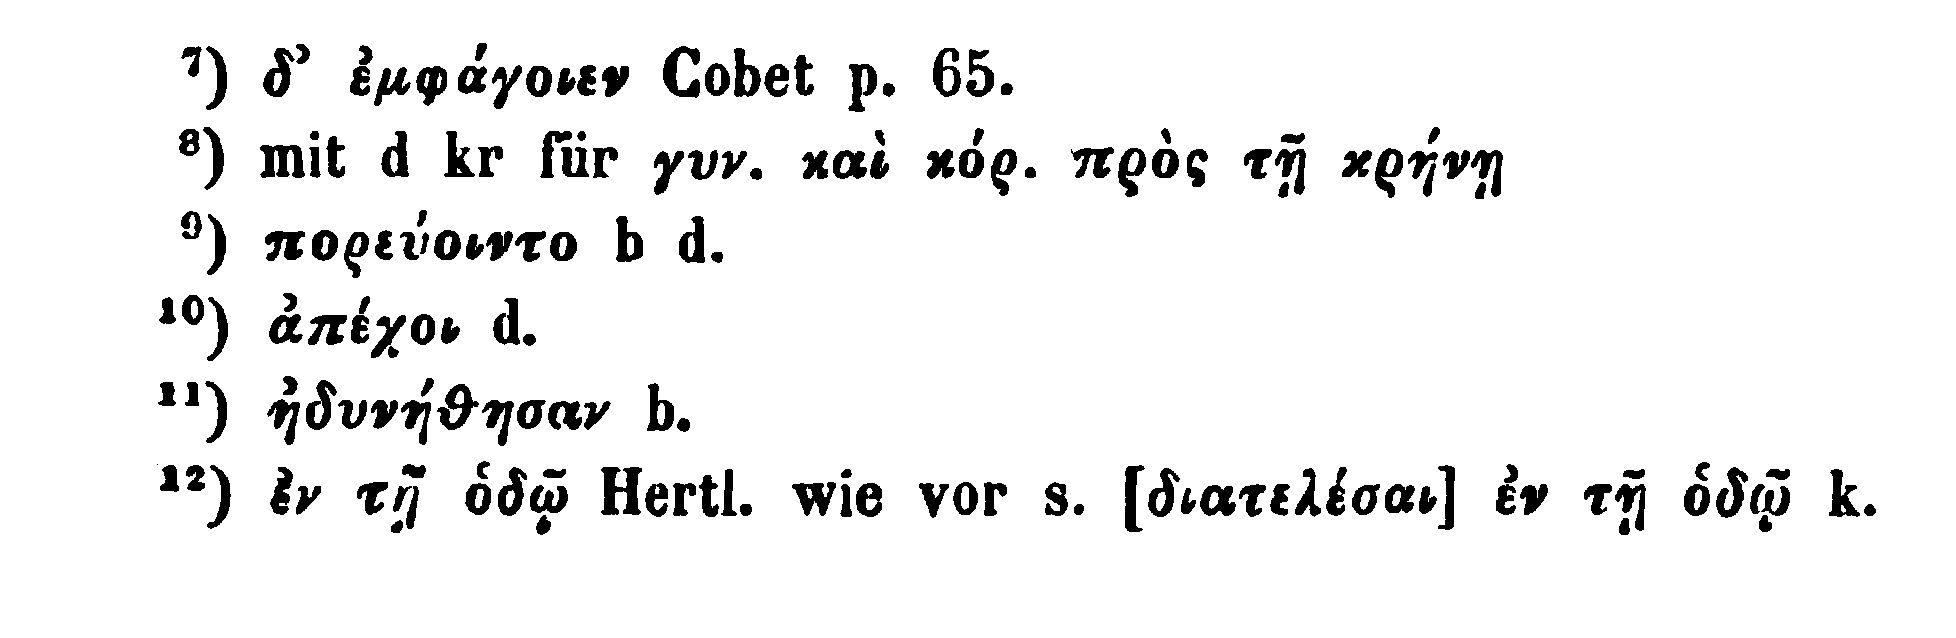 ⁷) δ’ ἐμφάγοιεν Cobet p. 65.
⁸) mit d kr für γυν. καὶ κόρ. πρὸς τῇ κρήνῃ
⁹) πορεύοιντο b d.
¹⁰) ἀπέχοι d.
¹¹) ἠδυνήθησαν b.
¹²) ἐν τῇ ὁδῷ Hertl. wie vor s. [διατελέσαι] ἐν τῇ ὁδῷ k.